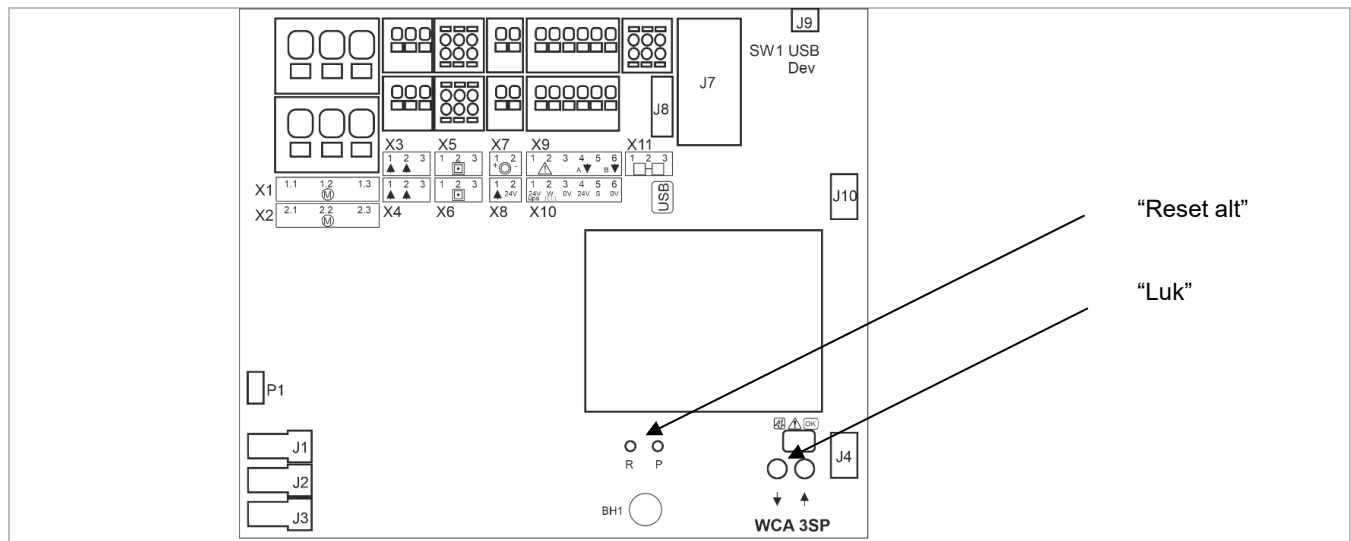 J9
SW1 USB
Dev
J7
J8
X3 X5 X7 X9 X11
1 2 3 1 2 3 1 2 1 2 3 4 5 6 1 2 3
+ - A B
X1 1.1 1.2 1.3
M
1 2 3 1 2 3 1 2 1 2 3 4 5 6
24V 24V W 0V 24V S 0V
ups
USB
X2 2.1 2.2 2.3
M
X4 X6 X8 X10
J10
“Reset alt”
“Luk”
P1
OK
J1
R P
J4
J2
J3
BH1
WCA 3SP